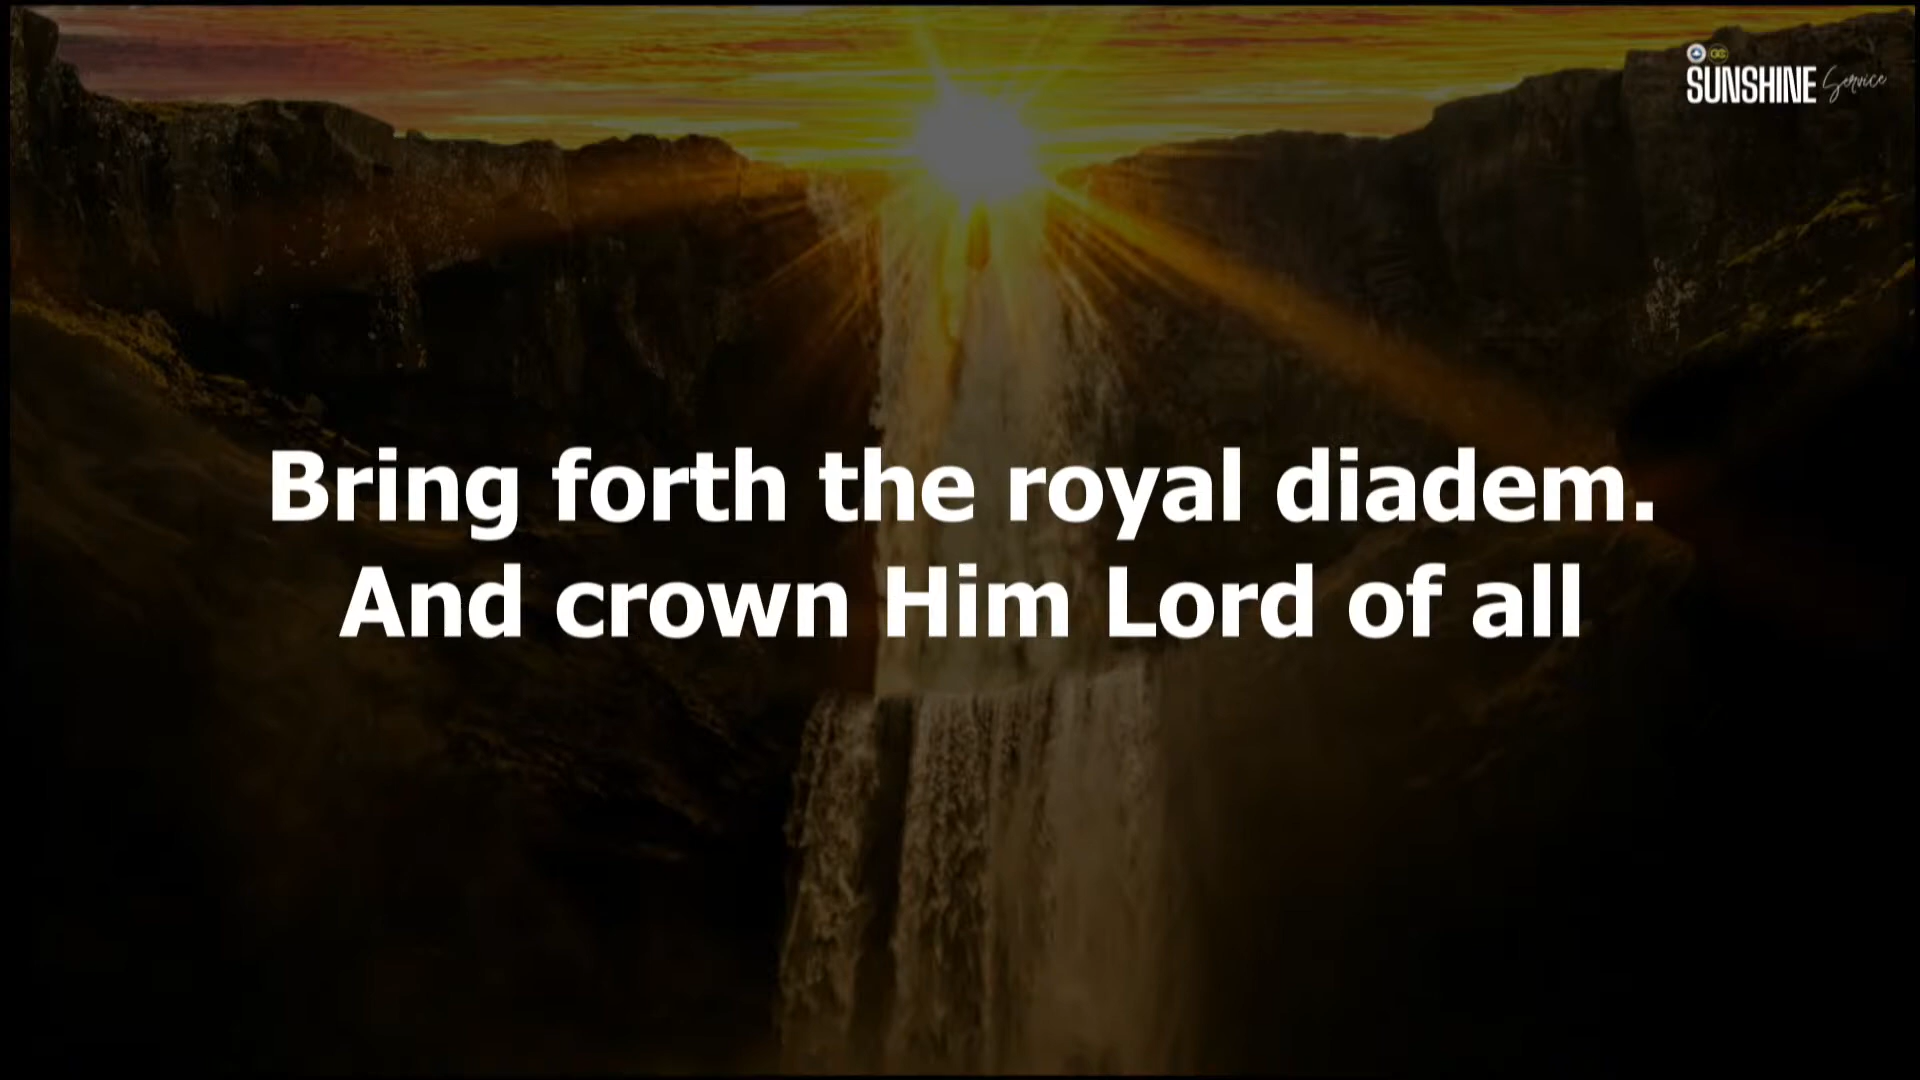 SUNSHINE Service
Bring forth the royal diadem.
And crown Him Lord of all